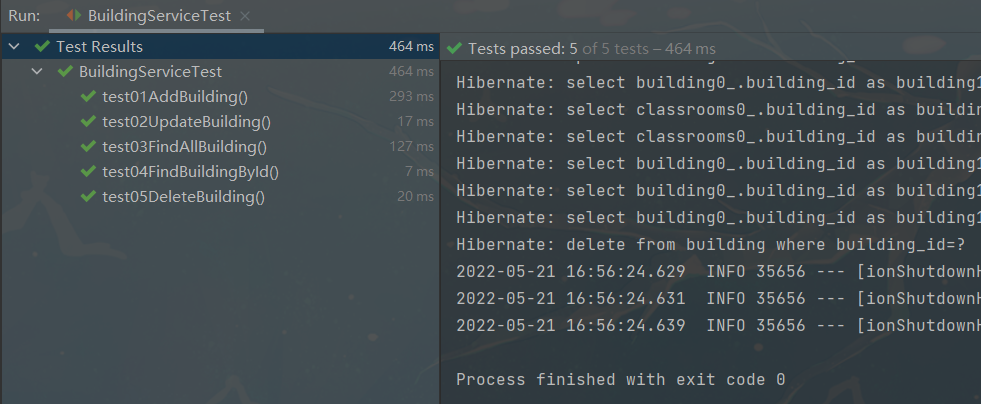 Run: BuildingServiceTest
Test Results 464 ms
BuildingServiceTest 464 ms
test01AddBuilding() 293 ms
test02UpdateBuilding() 17 ms
test03FindAllBuilding() 127 ms
test04FindBuildingById() 7 ms
test05DeleteBuilding() 20 ms
Tests passed: 5 of 5 tests – 464 ms
Hibernate: select building0_.building_id as building1
Hibernate: select classrooms0_.building_id as buildin
Hibernate: select classrooms0_.building_id as buildin
Hibernate: select building0_.building_id as building1
Hibernate: select building0_.building_id as building1
Hibernate: select building0_.building_id as building1
Hibernate: delete from building where building_id=?
2022-05-21 16:56:24.629  INFO 35656 --- [ionShutdownH
2022-05-21 16:56:24.631  INFO 35656 --- [ionShutdownH
2022-05-21 16:56:24.639  INFO 35656 --- [ionShutdownH
Process finished with exit code 0